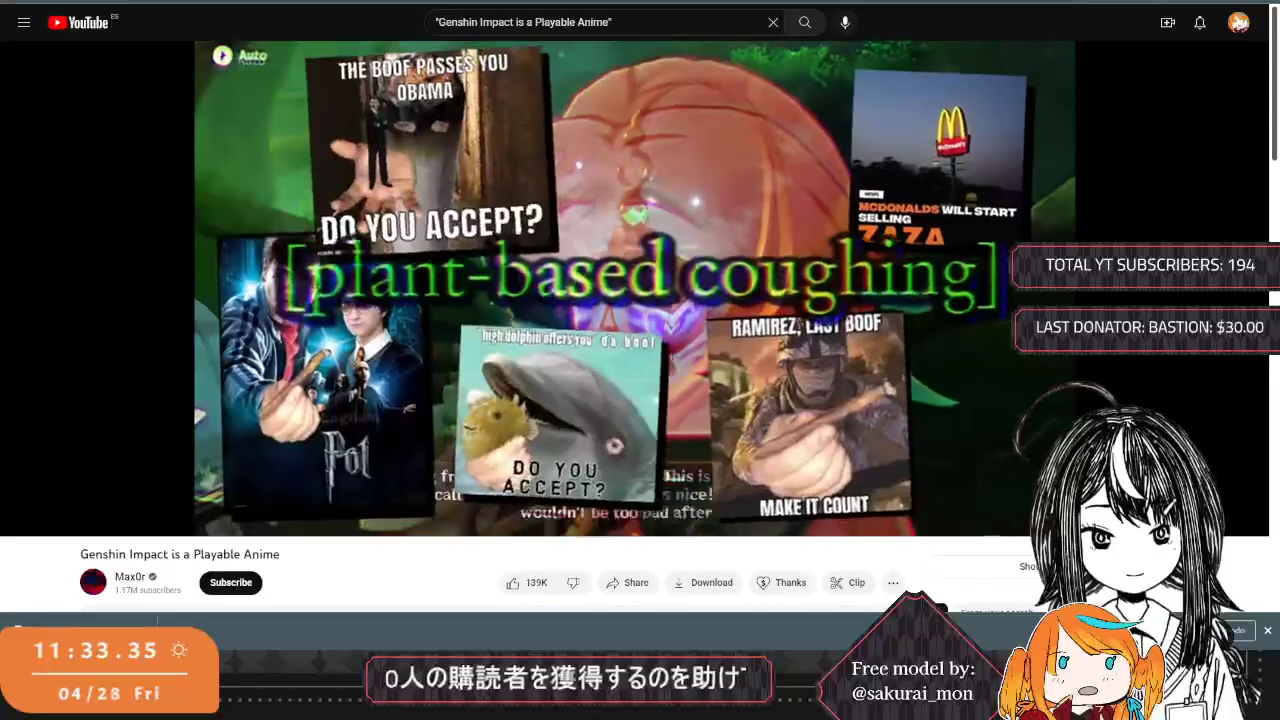 YouTube
ES
"Genshin Impact is a Playable Anime"
Auto
THE BOOF PASSES YOU
OBAMA
DO YOU ACCEPT?
MCDONALDS WILL START
SELLING
ZAZA
[plant-based coughing]
TOTAL YT SUBSCRIBERS: 194
LAST DONATOR: BASTION: $30.00
Pot
high dolphin offers you da boof
DO YOU
ACCEPT?
RAMIREZ, LAST BOOF
MAKE IT COUNT
This is
nice!
wouldn't be too bad after
Genshin Impact is a Playable Anime
Max0r
1.17M subscribers
Subscribe
139K
Share
Download
Thanks
Clip
11:33.35
04/28 Fri
0人の購読者を獲得するのを助け
Free model by:
@sakurai_mon